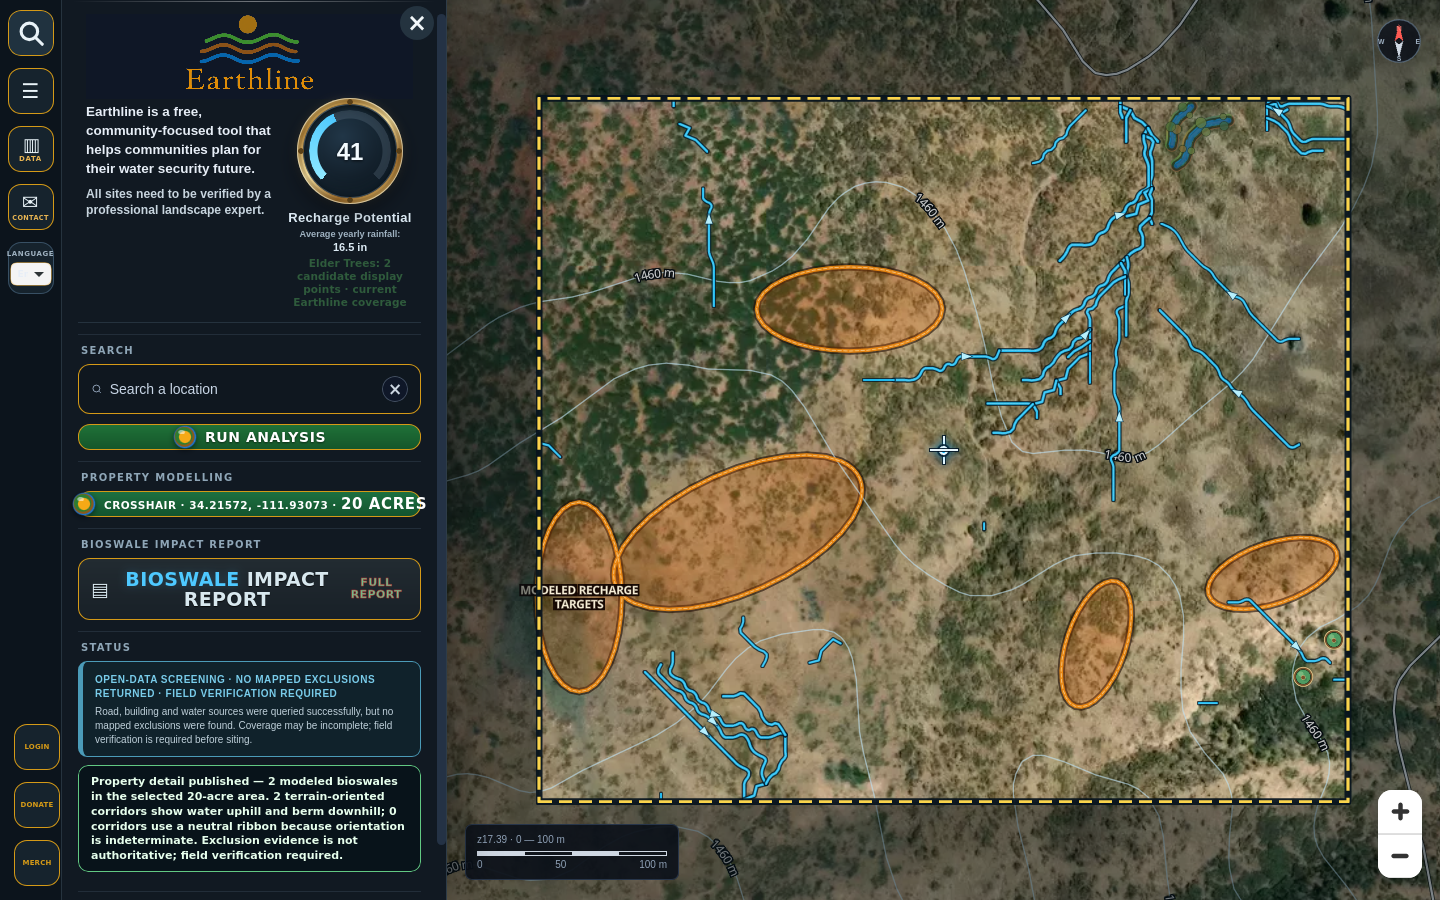 Earthline
Earthline is a free,
community-focused tool that
helps communities plan for
their water security future.
All sites need to be verified by a
professional landscape expert.
41
Recharge Potential
Average yearly rainfall:
16.5 in
Elder Trees: 2
candidate display
points · current
Earthline coverage
DATA
CONTACT
LANGUAGE
SEARCH
Search a location
RUN ANALYSIS
PROPERTY MODELLING
CROSSHAIR · 34.21572, -111.93073 · 20 ACRES
BIOSWALE IMPACT REPORT
BIOSWALE IMPACT
REPORT
FULL
REPORT
STATUS
OPEN-DATA SCREENING · NO MAPPED EXCLUSIONS
RETURNED · FIELD VERIFICATION REQUIRED
Road, building and water sources were queried successfully, but no
mapped exclusions were found. Coverage may be incomplete; field
verification is required before siting.
Property detail published — 2 modeled bioswales
in the selected 20-acre area. 2 terrain-oriented
corridors show water uphill and berm downhill; 0
corridors use a neutral ribbon because orientation
is indeterminate. Exclusion evidence is not
authoritative; field verification required.
LOGIN
DONATE
MERCH
1460 m
1460 m
1460 m
MODELED RECHARGE
TARGETS
1460 m
1460 m
z17.39 · 0 — 100 m
0 50 100 m
W E
S